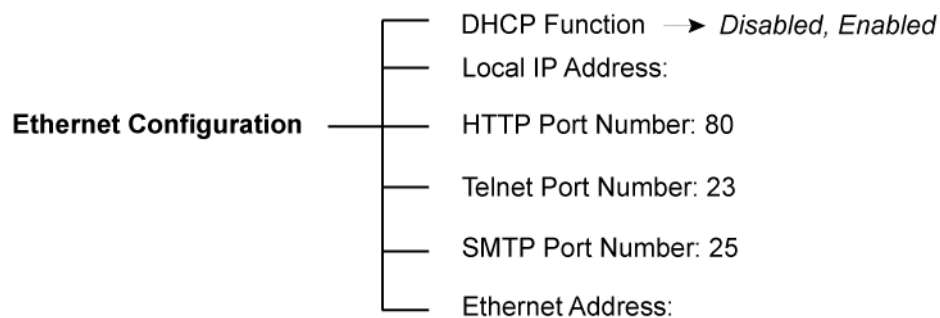 DHCP Function Disabled, Enabled
Local IP Address:
Ethernet Configuration
HTTP Port Number: 80
Telnet Port Number: 23
SMTP Port Number: 25
Ethernet Address: